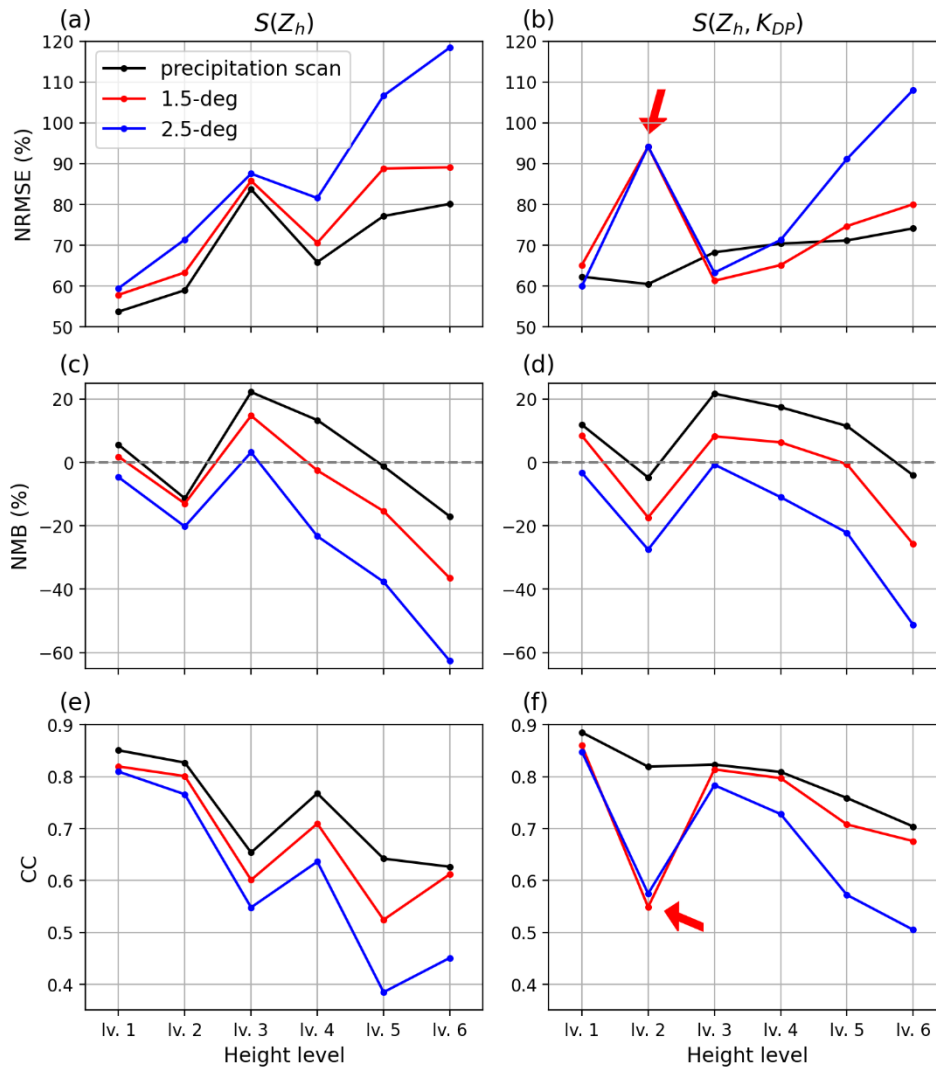 (a)
S(Z_h)
(b)
S(Z_h, K_DP)
120
110
100
90
80
70
60
50
NRMSE (%)
precipitation scan
1.5-deg
2.5-deg
120
110
100
90
80
70
60
50
(c)
(d)
20
0
−20
−40
−60
NMB (%)
20
0
−20
−40
−60
(e)
(f)
0.9
0.8
0.7
0.6
0.5
0.4
CC
0.9
0.8
0.7
0.6
0.5
0.4
lv. 1 lv. 2 lv. 3 lv. 4 lv. 5 lv. 6
Height level
lv. 1 lv. 2 lv. 3 lv. 4 lv. 5 lv. 6
Height level